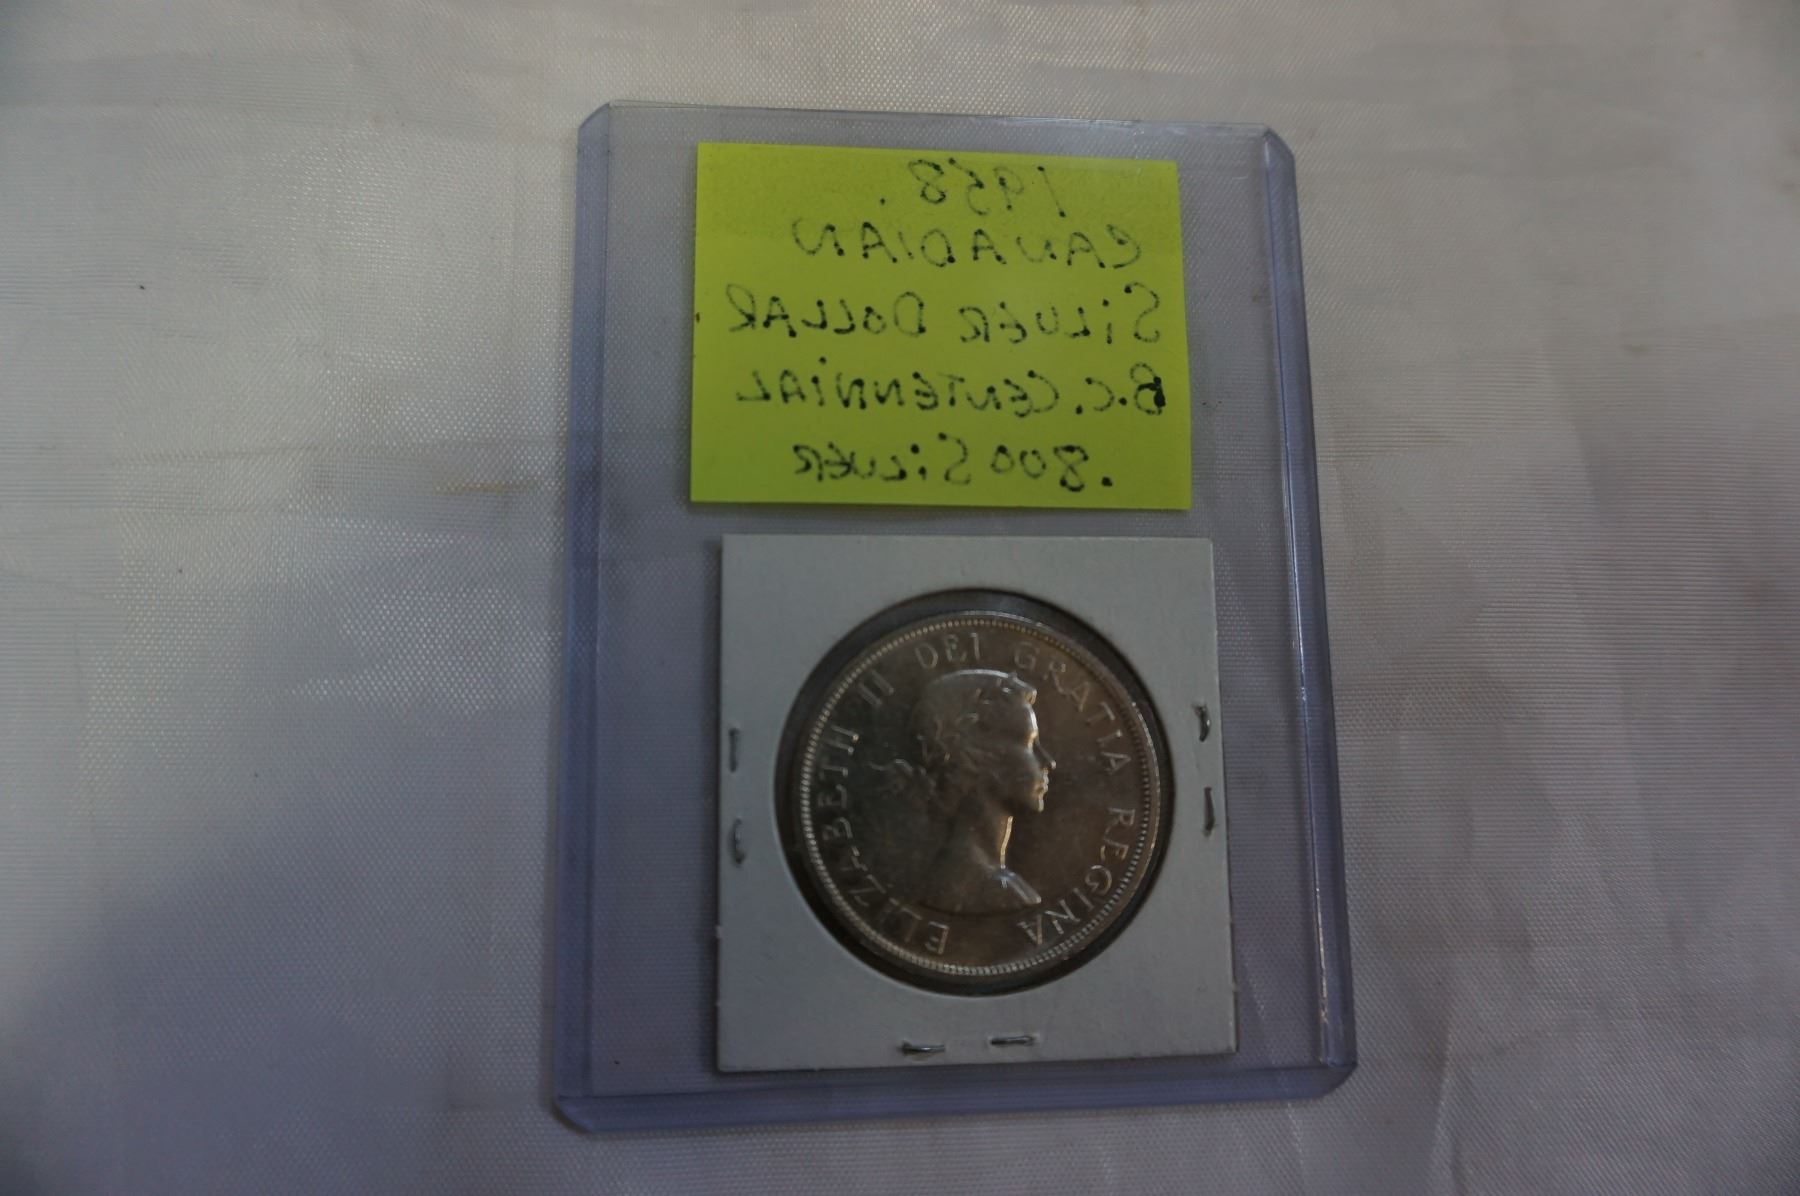 1958.
CANADIAN
SILVER DOLLAR
B.C. CENTENNIAL
.800 SILVER
ELIZABETH II DEI GRATIA REGINA